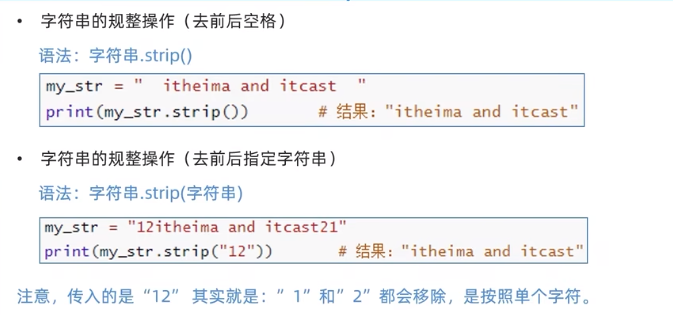 • 字符串的规整操作（去前后空格）
语法：字符串.strip()
my_str = "  itheima and itcast  "
print(my_str.strip())       # 结果："itheima and itcast"
• 字符串的规整操作（去前后指定字符串）
语法：字符串.strip(字符串)
my_str = "12itheima and itcast21"
print(my_str.strip("12"))       # 结果："itheima and itcast"
注意，传入的是“12” 其实就是：”1”和”2”都会移除，是按照单个字符。